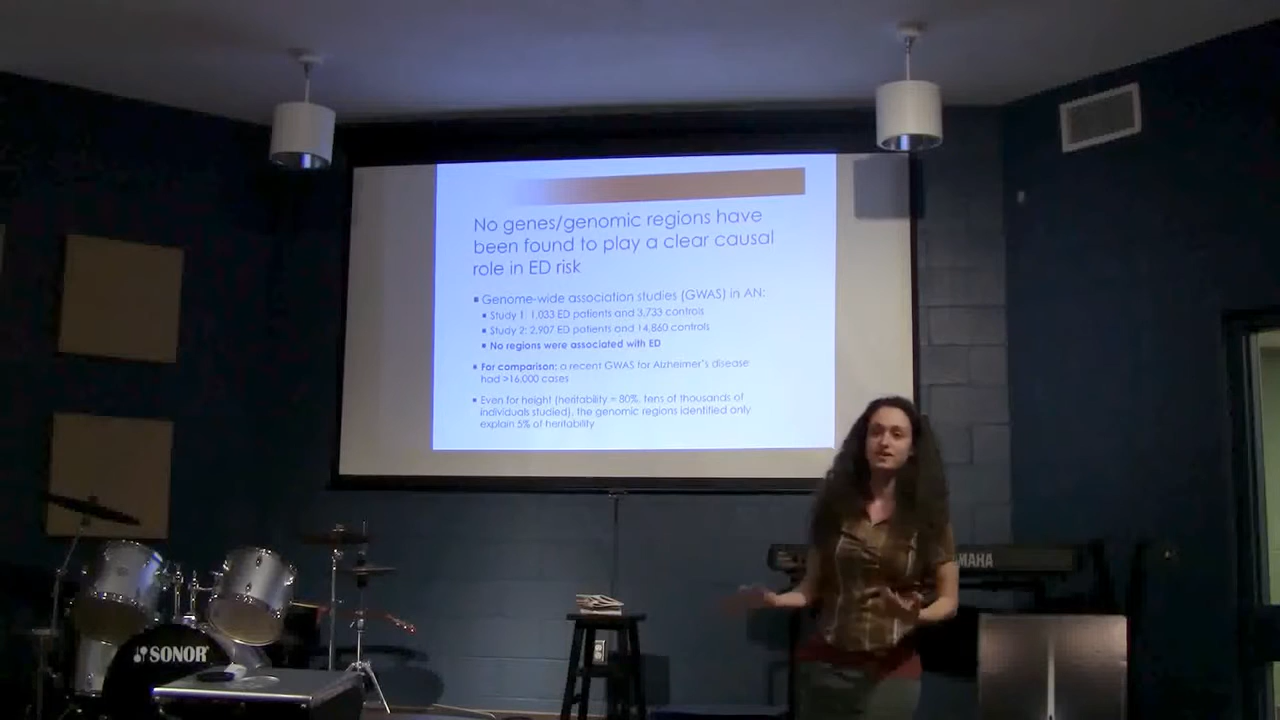 No genes/genomic regions have
been found to play a clear causal
role in ED risk
Genome-wide association studies (GWAS) in AN:
Study 1: 1,033 ED patients and 3,733 controls
Study 2: 2,907 ED patients and 14,860 controls
No regions were associated with ED
For comparison: a recent GWAS for Alzheimer's disease
had >16,000 cases
Even for height (heritability = 80%, tens of thousands of
individuals studied), the genomic regions identified only
explain 5% of heritability
SONOR
MAHA